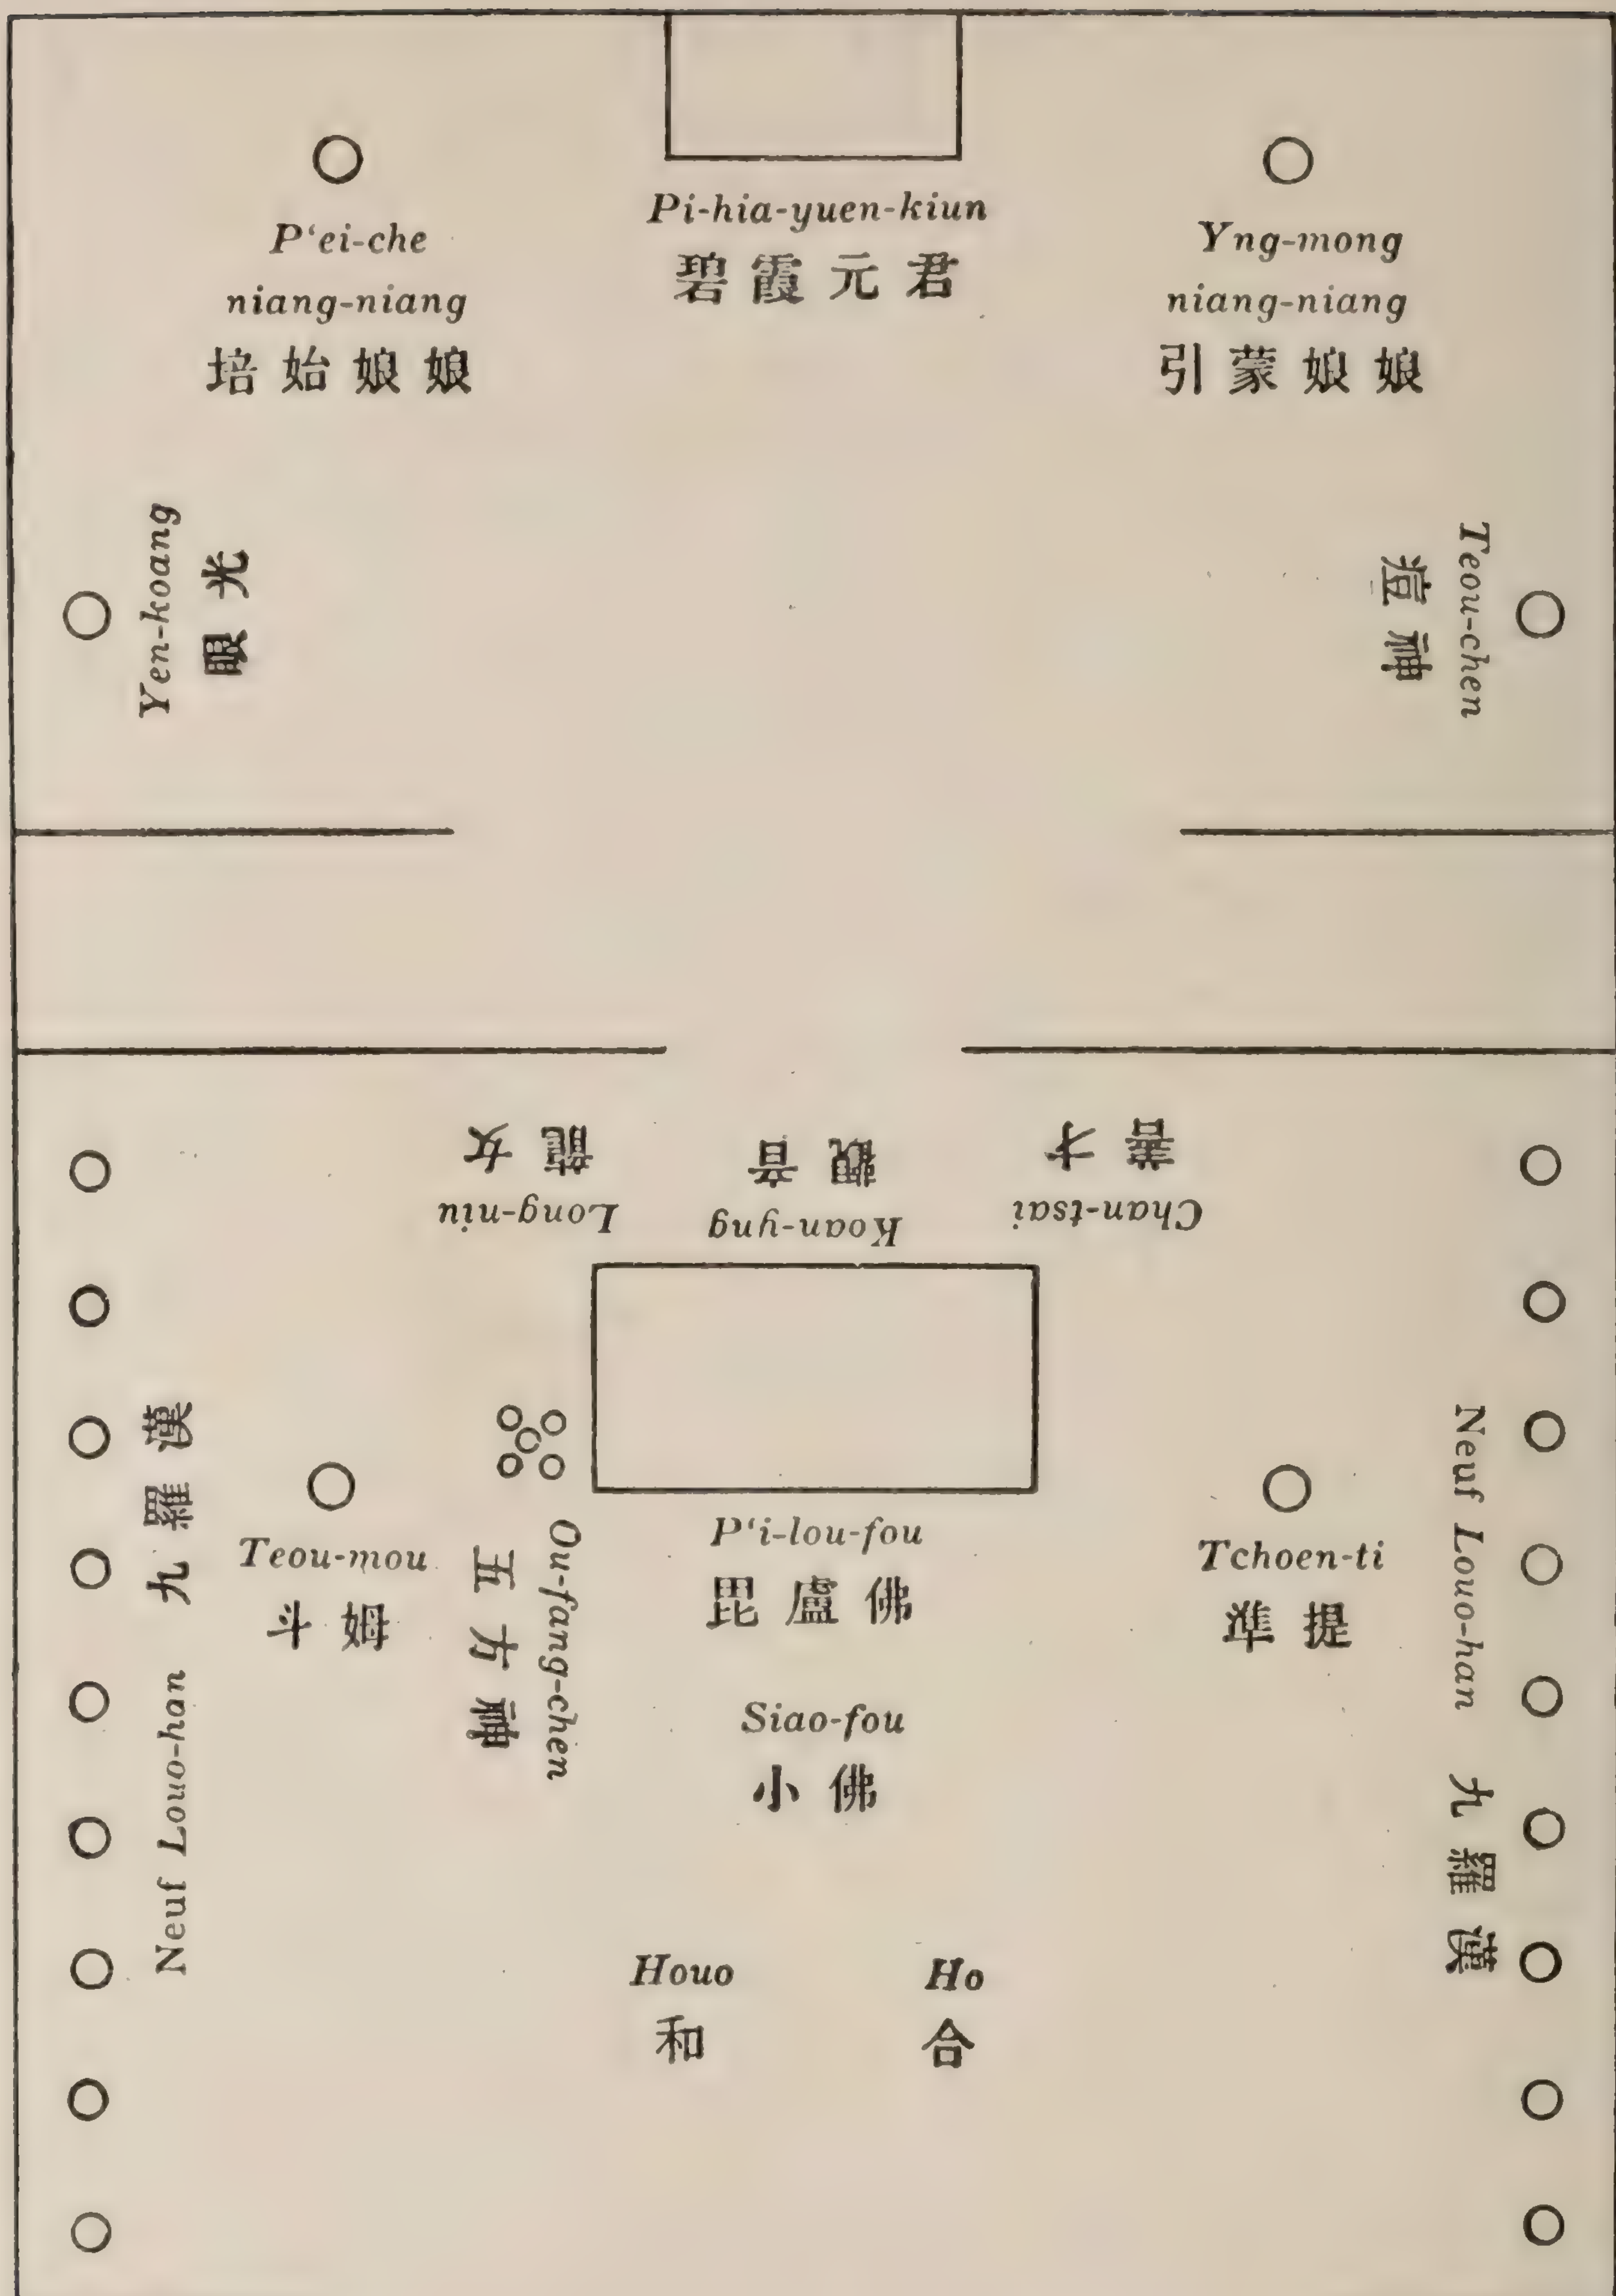 Pi-hia-yuen-kiun
碧霞元君
P‘ei-che
niang-niang
培始娘娘
Yng-mong
niang-niang
引蒙娘娘
Yen-koang
眼光
Teou-chen
痘神
Long-niu
龍女
Koan-yng
觀音
Chan-tsai
善才
Neuf Louo-han 九羅漢
Teou-mou
斗姆
Ou-fang-chen
五方神
P‘i-lou-fou
毘盧佛
Tchoen-ti
準提
Neuf Louo-han 九羅漢
Siao-fou
小佛
Houo
和
Ho
合